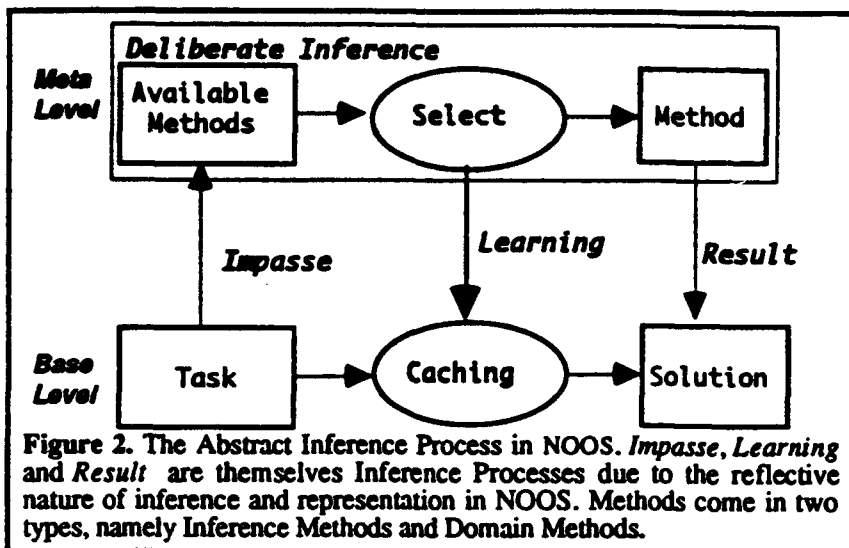 Deliberate Inference
Meta
Level
Available
Methods
Select
Method
Impasse
Learning
Result
Base
Level
Task
Caching
Solution
Figure 2. The Abstract Inference Process in NOOS. Impasse, Learning
and Result are themselves Inference Processes due to the reflective
nature of inference and representation in NOOS. Methods come in two
types, namely Inference Methods and Domain Methods.